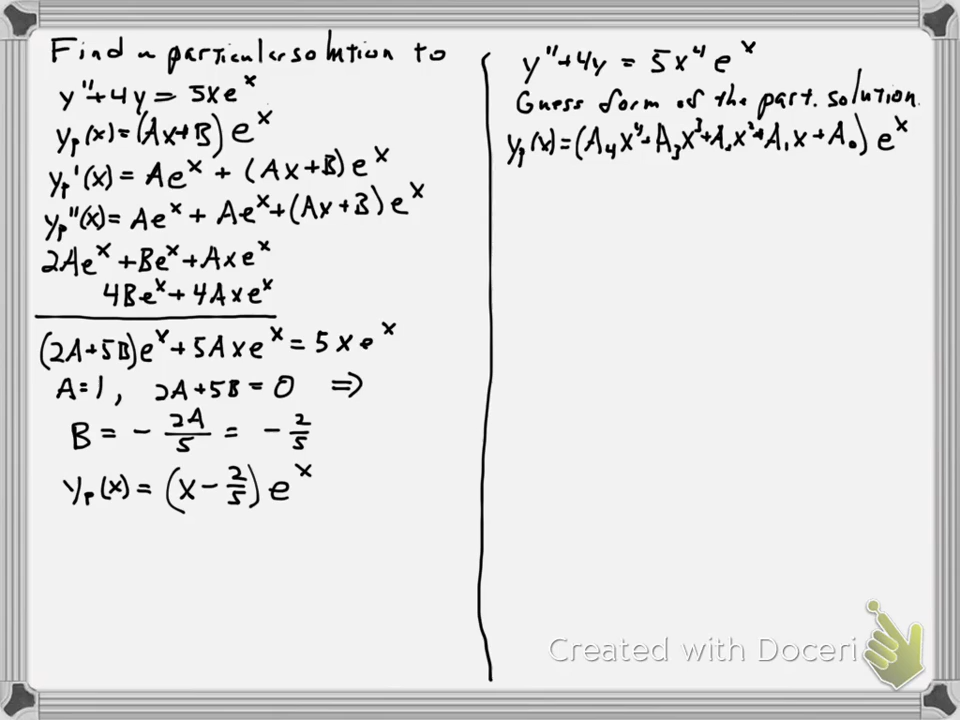 Find a particular solution to
y"+4y = 5xe^x
y_p(x) = (Ax+B) e^x
y_p'(x) = Ae^x + (Ax+B) e^x
y_p"(x) = Ae^x + Ae^x + (Ax+B) e^x
2Ae^x + Be^x + Axe^x
4Be^x + 4Axe^x
(2A+5B)e^x + 5Axe^x = 5xe^x
A=1, 2A+5B = 0 ⇒
B = - 2A/5 = - 2/5
y_p(x) = (x - 2/5) e^x
y"+4y = 5x^4 e^x
Guess form of the part. solution.
y_p(x) = (A_4x^4+A_3x^3+A_2x^2+A_1x+A_0) e^x
Created with Doceri